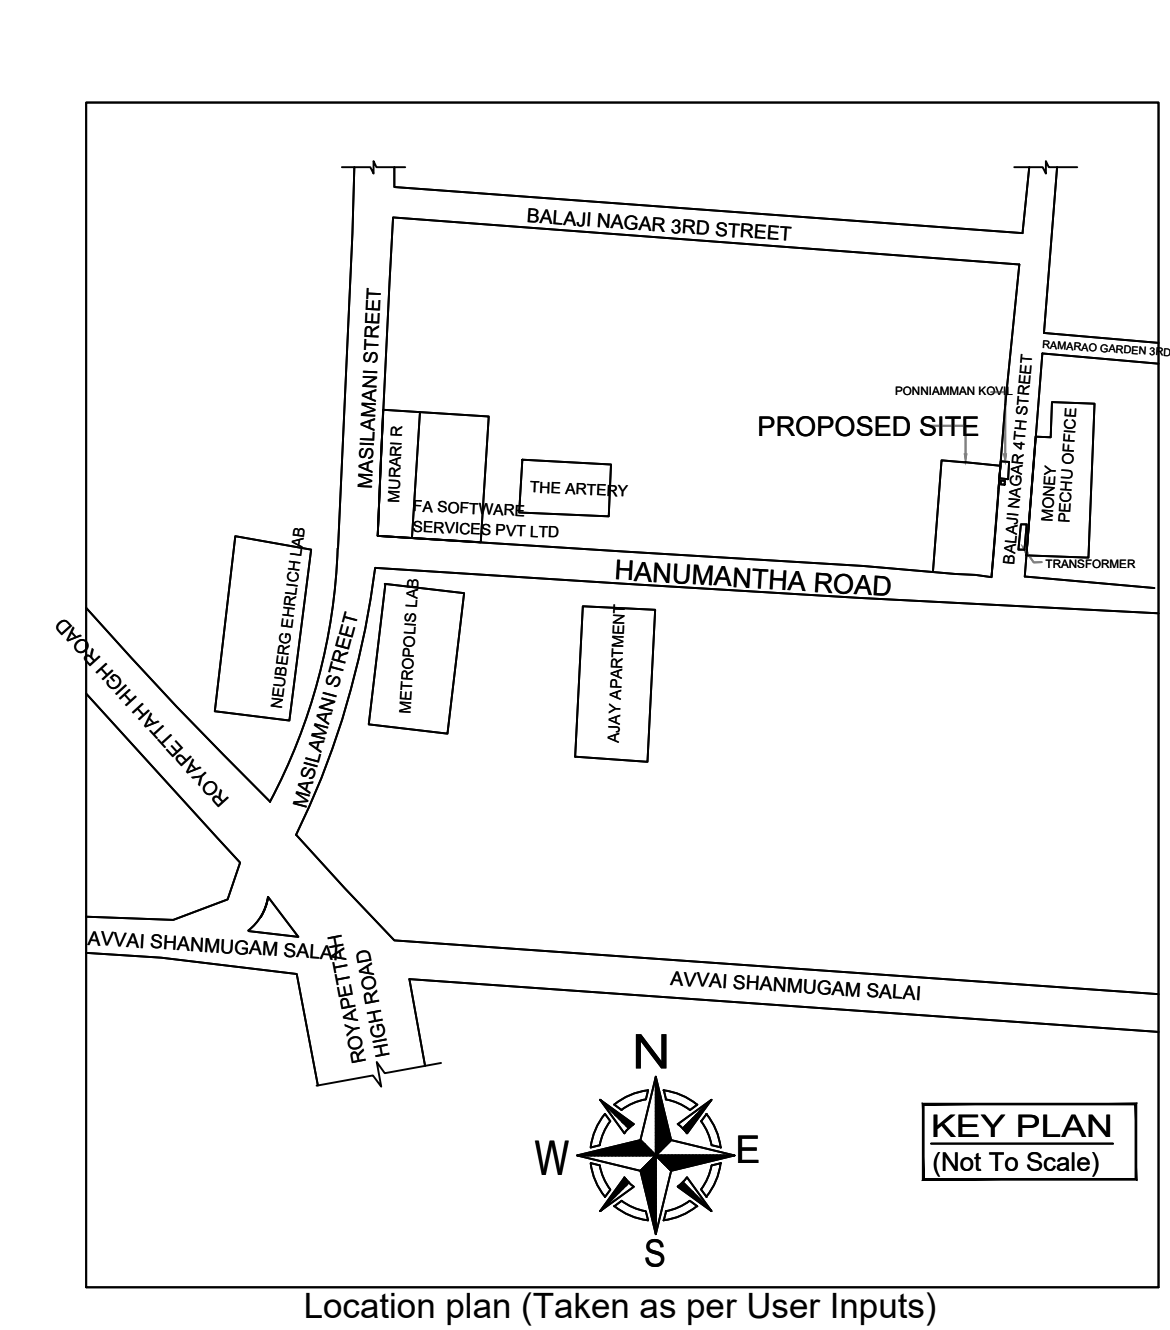 BALAJI NAGAR 3RD STREET
MASILAMANI STREET
RAMARAO GARDEN 3RD
BALAJI NAGAR 4TH STREET
PONNIAMMAN KOVIL
PROPOSED SITE
MONEY
PECHU OFFICE
MURARI R
THE ARTERY
FA SOFTWARE
SERVICES PVT LTD
TRANSFORMER
HANUMANTHA ROAD
NEUBERG EHRLICH LAB
METROPOLIS LAB
AJAY APARTMENT
MASILAMANI STREET
ROYAPETTAH HIGH ROAD
AVVAI SHANMUGAM SALAI
ROYAPETTAH
HIGH ROAD
AVVAI SHANMUGAM SALAI
N
W
E
S
KEY PLAN
(Not To Scale)
Location plan (Taken as per User Inputs)